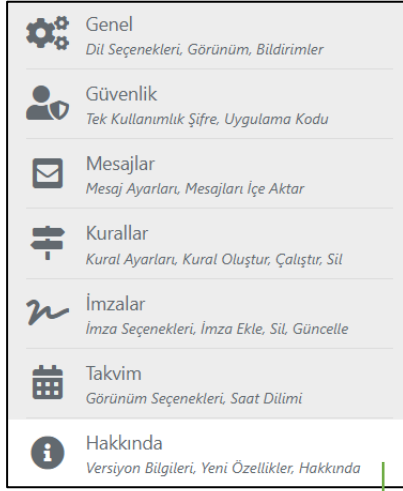 Genel
Dil Seçenekleri, Görünüm, Bildirimler
Güvenlik
Tek Kullanımlık Şifre, Uygulama Kodu
Mesajlar
Mesaj Ayarları, Mesajları İçe Aktar
Kurallar
Kural Ayarları, Kural Oluştur, Çalıştır, Sil
İmzalar
İmza Seçenekleri, İmza Ekle, Sil, Güncelle
Takvim
Görünüm Seçenekleri, Saat Dilimi
Hakkında
Versiyon Bilgileri, Yeni Özellikler, Hakkında